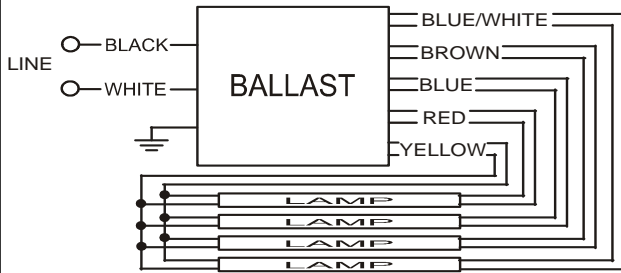 BLUE/WHITE
BLACK
BROWN
LINE
BALLAST
WHITE
BLUE
RED
YELLOW
LAMP
LAMP
LAMP
LAMP